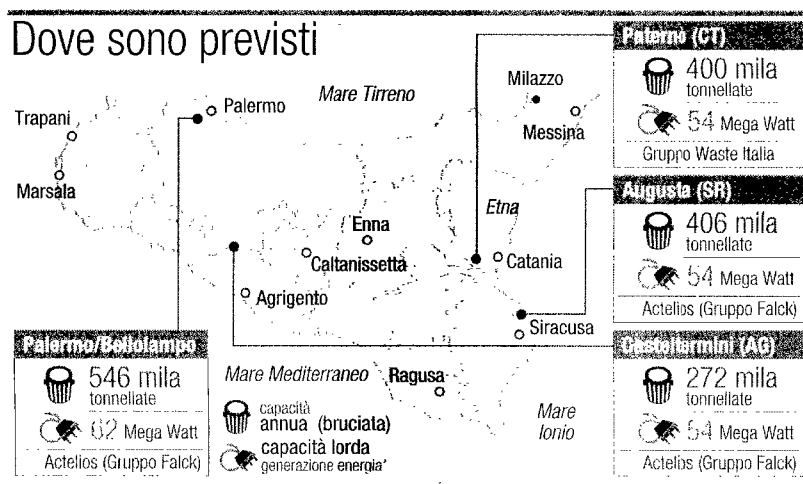 Dove sono previsti
Paterno (CT)
400 mila
tonnellate
54 Mega Watt
Gruppo Waste Italia
Augusta (SR)
406 mila
tonnellate
54 Mega Watt
Actelios (Gruppo Falck)
Casteltermini (AG)
272 mila
tonnellate
54 Mega Watt
Actelios (Gruppo Falck)
Palermo/Bellolampo
546 mila
tonnellate
62 Mega Watt
Actelios (Gruppo Falck)
Mare Tirreno
Milazzo
Messina
Palermo
Trapani
Marsala
Etna
Enna
Caltanissetta
Catania
Agrigento
Siracusa
Ragusa
Mare Mediterraneo
Mare
Ionio
capacità
annua (bruciata)
capacità lorda
generazione energia